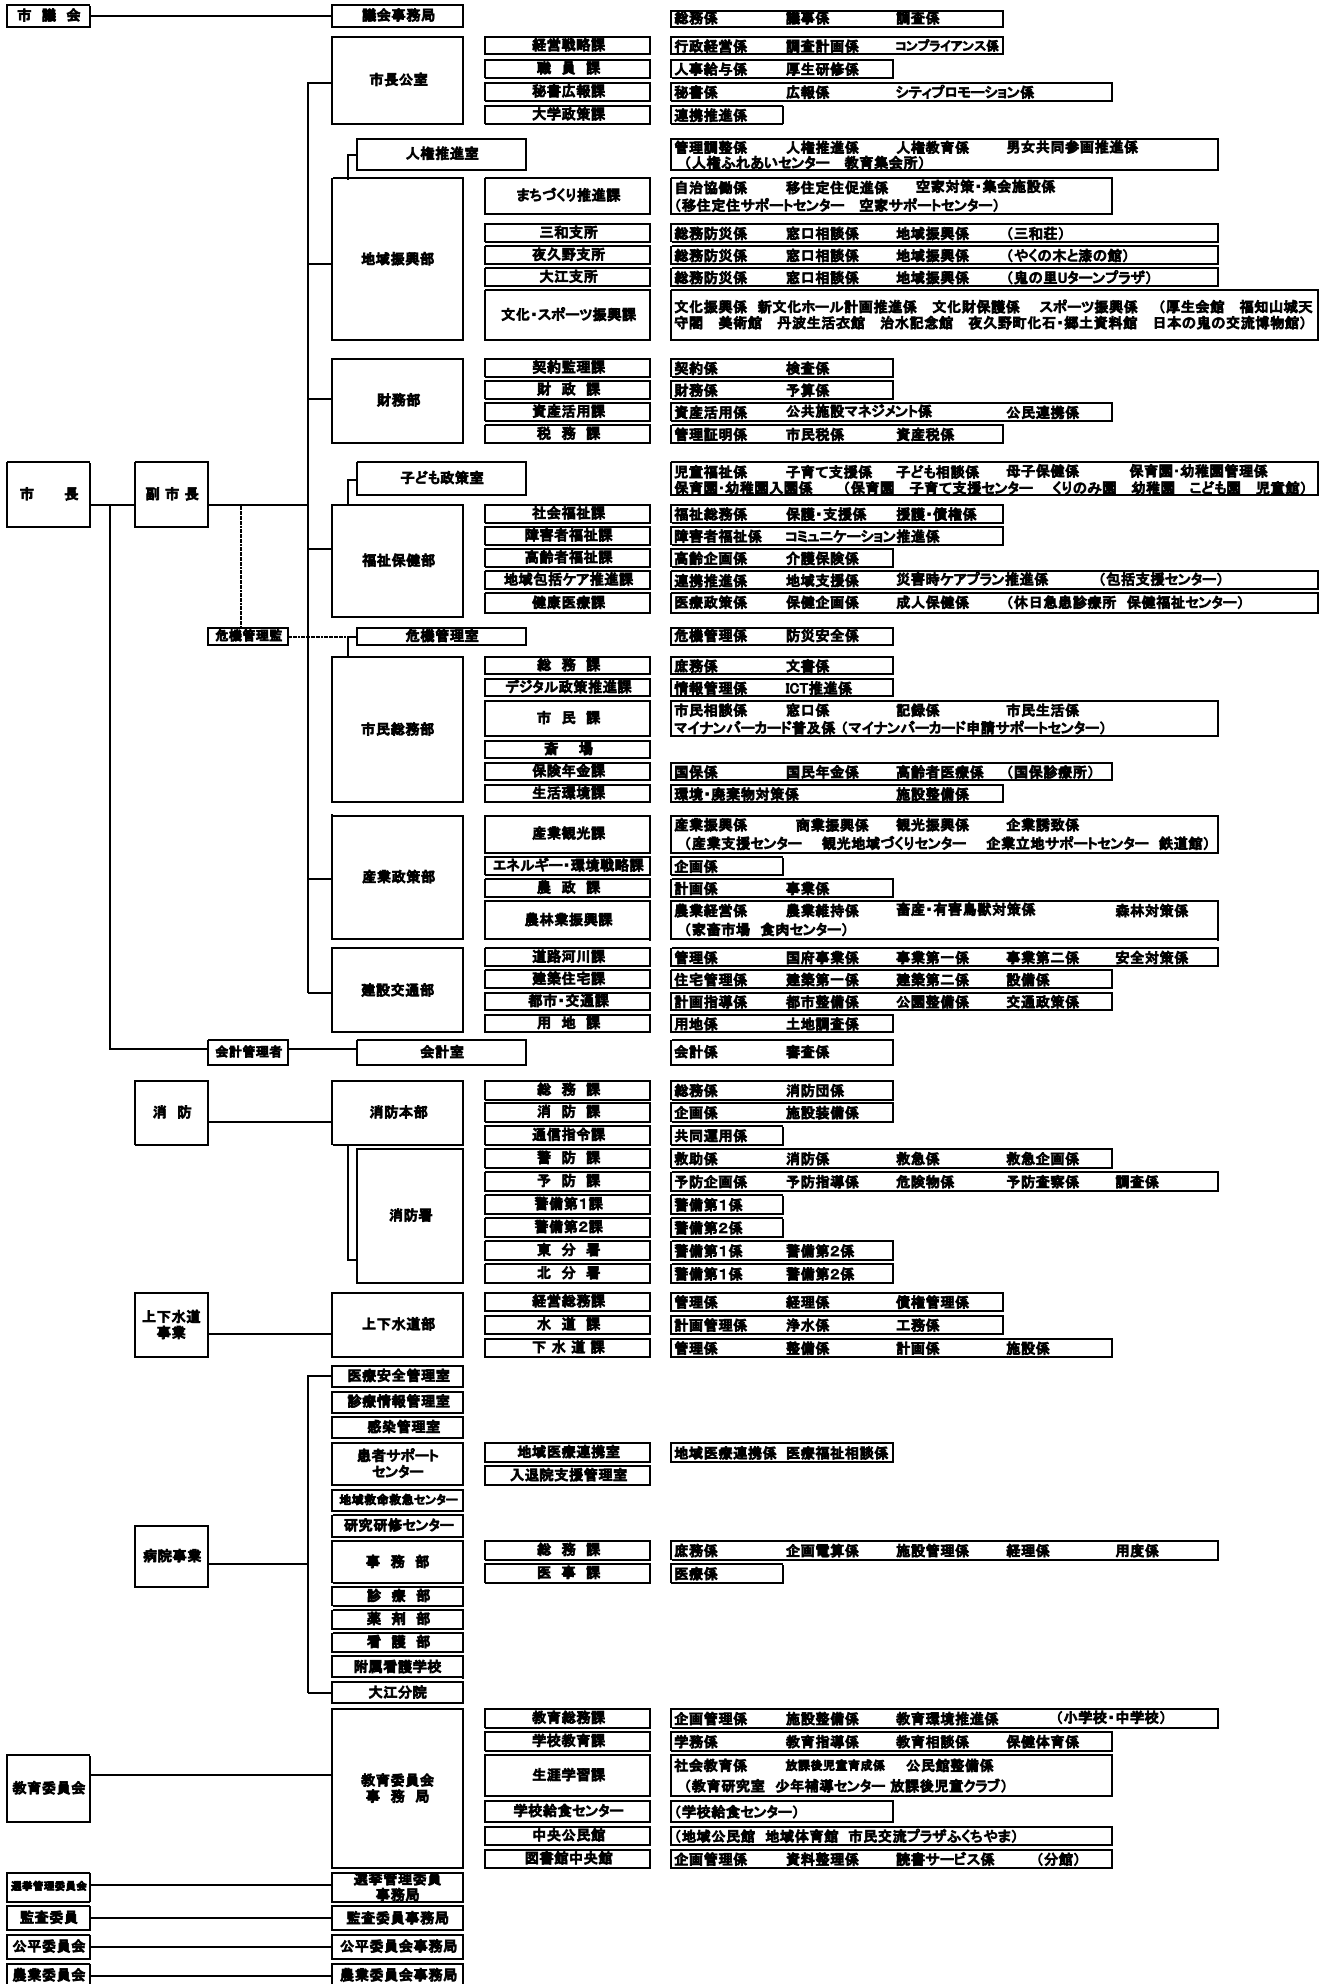 市 議 会　議会事務局　総務係　議事係　調査係
経営戦略課　行政経営係　調査計画係　コンプライアンス係
市長公室
職 員 課　人事給与係　厚生研修係
秘書広報課　秘書係　広報係　シティプロモーション係
大学政策課　連携推進係
人権推進室　管理調整係　人権推進係　人権教育係　男女共同参画推進係
（人権ふれあいセンター　教育集会所）
まちづくり推進課　自治協働係　移住定住促進係　空家対策・集会施設係
（移住定住サポートセンター　空家サポートセンター）
三和支所　総務防災係　窓口相談係　地域振興係　（三和荘）
地域振興部
夜久野支所　総務防災係　窓口相談係　地域振興係　（やくの木と漆の館）
大江支所　総務防災係　窓口相談係　地域振興係　（鬼の里Uターンプラザ）
文化・スポーツ振興課　文化振興係　新文化ホール計画推進係　文化財保護係　スポーツ振興係　（厚生会館　福知山城天
守閣　美術館　丹波生活衣館　治水記念館　夜久野町化石・郷土資料館　日本の鬼の交流博物館）
契約監理課　契約係　検査係
財務部
財 政 課　財務係　予算係
資産活用課　資産活用係　公共施設マネジメント係　公民連携係
税 務 課　管理証明係　市民税係　資産税係
市　長　副 市 長
子ども政策室　児童福祉係　子育て支援係　子ども相談係　母子保健係　保育園・幼稚園管理係
保育園・幼稚園入園係　（保育園　子育て支援センター　くりのみ園　幼稚園　こども園　児童館）
社会福祉課　福祉総務係　保護・支援係　援護・債権係
障害者福祉課　障害者福祉係　コミュニケーション推進係
福祉保健部
高齢者福祉課　高齢企画係　介護保険係
地域包括ケア推進課　連携推進係　地域支援係　災害時ケアプラン推進係　（包括支援センター）
健康医療課　医療政策係　保健企画係　成人保健係　（休日急患診療所　保健福祉センター）
危機管理監　危機管理室　危機管理係　防災安全係
総 務 課　庶務係　文書係
デジタル政策推進課　情報管理係　ICT推進係
市民総務部
市 民 課　市民相談係　窓口係　記録係　市民生活係
マイナンバーカード普及係（マイナンバーカード申請サポートセンター）
斎　場
保険年金課　国保係　国民年金係　高齢者医療係　（国保診療所）
生活環境課　環境・廃棄物対策係　施設整備係
産業観光課　産業振興係　商業振興係　観光振興係　企業誘致係
（産業支援センター　観光地域づくりセンター　企業立地サポートセンター　鉄道館）
エネルギー・環境戦略課　企画係
産業政策部
農 政 課　計画係　事業係
農林業振興課　農業経営係　農業維持係　畜産・有害鳥獣対策係　森林対策係
（家畜市場　食肉センター）
道路河川課　管理係　国府事業係　事業第一係　事業第二係　安全対策係
建築住宅課　住宅管理係　建築第一係　建築第二係　設備係
建設交通部
都市・交通課　計画指導係　都市整備係　公園整備係　交通政策係
用 地 課　用地係　土地調査係
会計管理者　会計室　会計係　審査係
総 務 課　総務係　消防団係
消 防　消防本部
消 防 課　企画係　施設装備係
通信指令課　共同運用係
警 防 課　救助係　消防係　救急係　救急企画係
予 防 課　予防企画係　予防指導係　危険物係　予防査察係　調査係
消防署
警備第1課　警備第1係
警備第2課　警備第2係
東 分 署　警備第1係　警備第2係
北 分 署　警備第1係　警備第2係
経営総務課　管理係　経理係　債権管理係
上下水道
事業
上下水道部
水 道 課　計画管理係　浄水係　工務係
下 水 道 課　管理係　整備係　計画係　施設係
医療安全管理室
診療情報管理室
感染管理室
患者サポート
センター
地域医療連携室　地域医療連携係　医療福祉相談係
入退院支援管理室
地域救命救急センター
研究研修センター
病院事業
事 務 部
総 務 課　庶務係　企画電算係　施設管理係　経理係　用度係
医 事 課　医療係
診 療 部
薬 剤 部
看 護 部
附属看護学校
大江分院
教育総務課　企画管理係　施設整備係　教育環境推進係　（小学校・中学校）
学校教育課　学務係　教育指導係　教育相談係　保健体育係
教育委員会
教育委員会
事 務 局
生涯学習課　社会教育係　放課後児童育成係　公民館整備係
（教育研究室　少年補導センター 放課後児童クラブ）
学校給食センター　（学校給食センター）
中央公民館　（地域公民館　地域体育館　市民交流プラザふくちやま）
図書館中央館　企画管理係　資料整理係　読書サービス係　（分館）
選挙管理委員会　選挙管理委員
事務局
監査委員　監査委員事務局
公平委員会　公平委員会事務局
農業委員会　農業委員会事務局